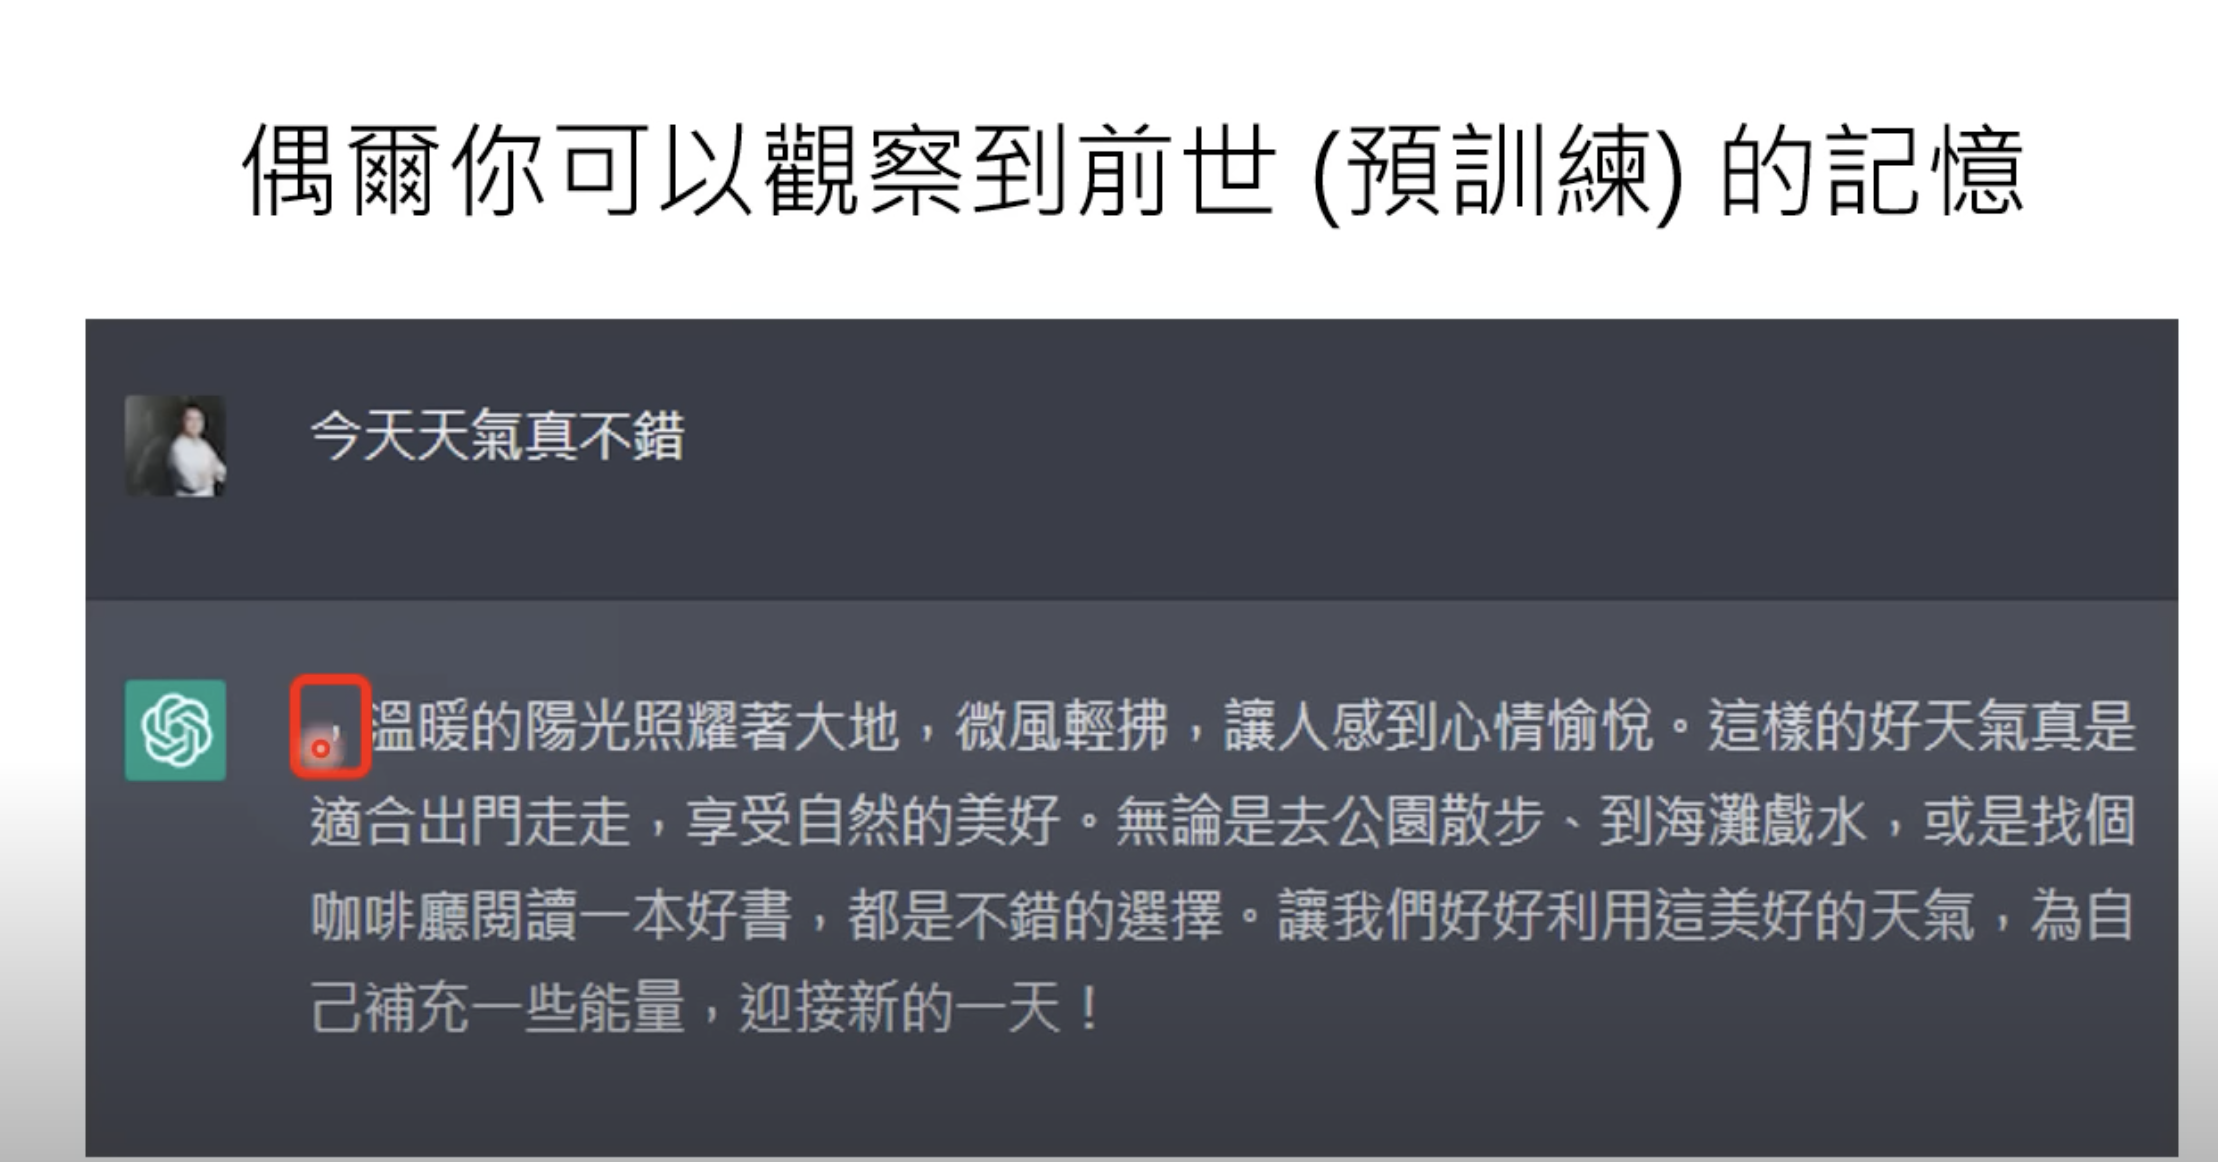 偶爾你可以觀察到前世 (預訓練) 的記憶
今天天氣真不錯
，溫暖的陽光照耀著大地，微風輕拂，讓人感到心情愉悅。這樣的好天氣真是
適合出門走走，享受自然的美好。無論是去公園散步、到海灘戲水，或是找個
咖啡廳閱讀一本好書，都是不錯的選擇。讓我們好好利用這美好的天氣，為自
己補充一些能量，迎接新的一天！